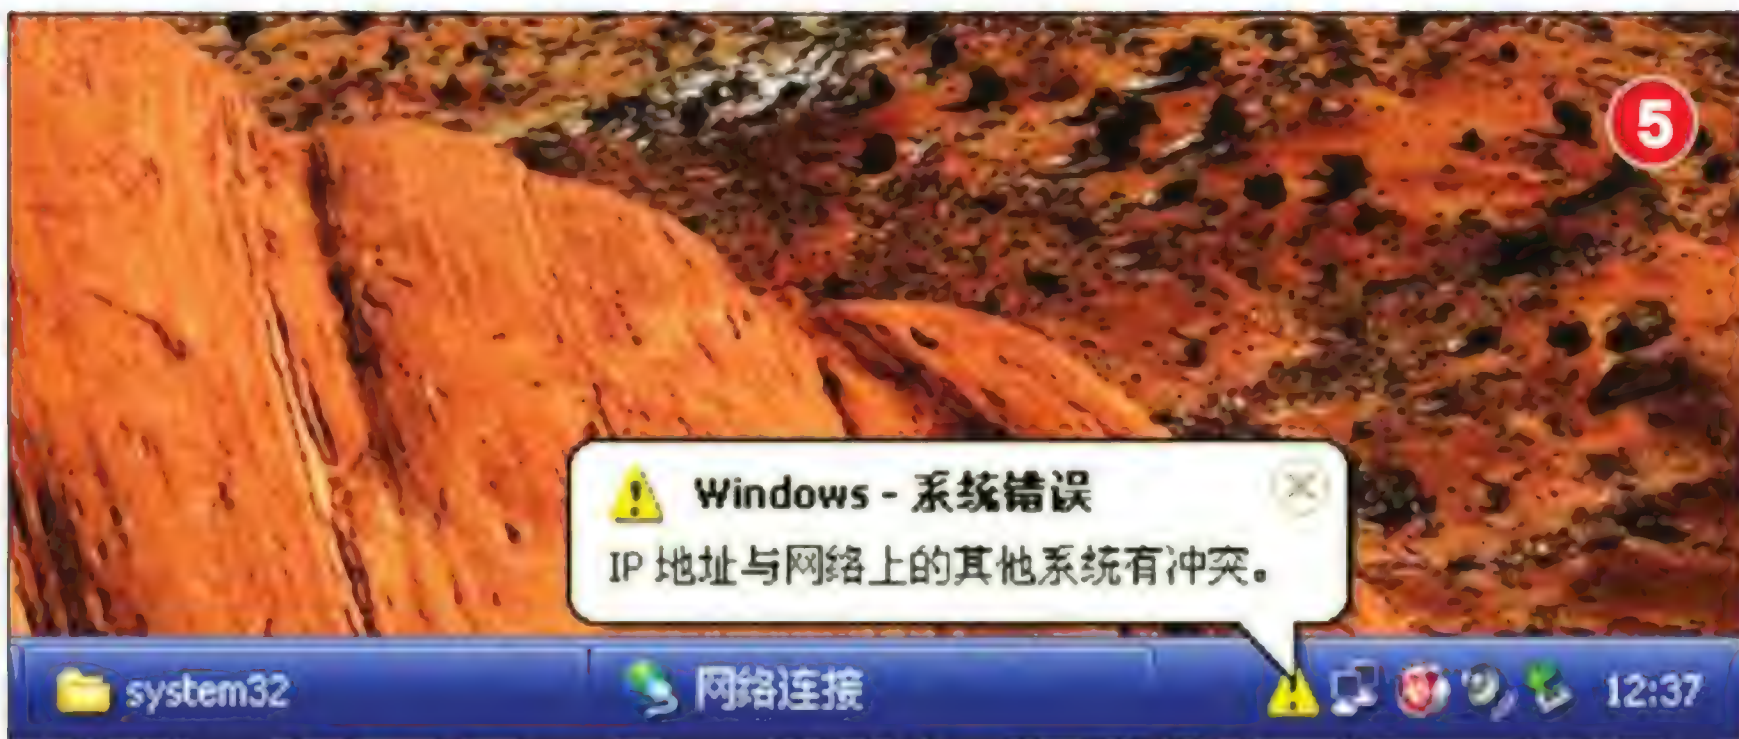 5
Windows - 系统错误
IP 地址与网络上的其他系统有冲突。
system32
网络连接
12:37